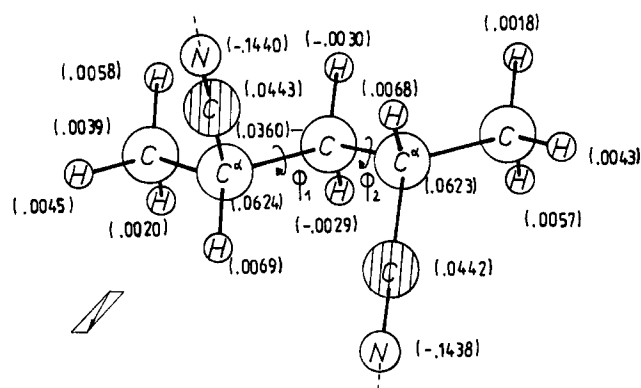 N (-.1440) (-.0030) (.0018)
(.0058) H H H
C (.0443) (.0068) H
(.0039) (.0360) C C
C Cα Cα H (.0043)
H Φ1 H Φ2 (.0623) H
(.0045) H (.0624) (-.0029) (.0057)
(.0020) H (.0069) C (.0442)
N (-.1438)